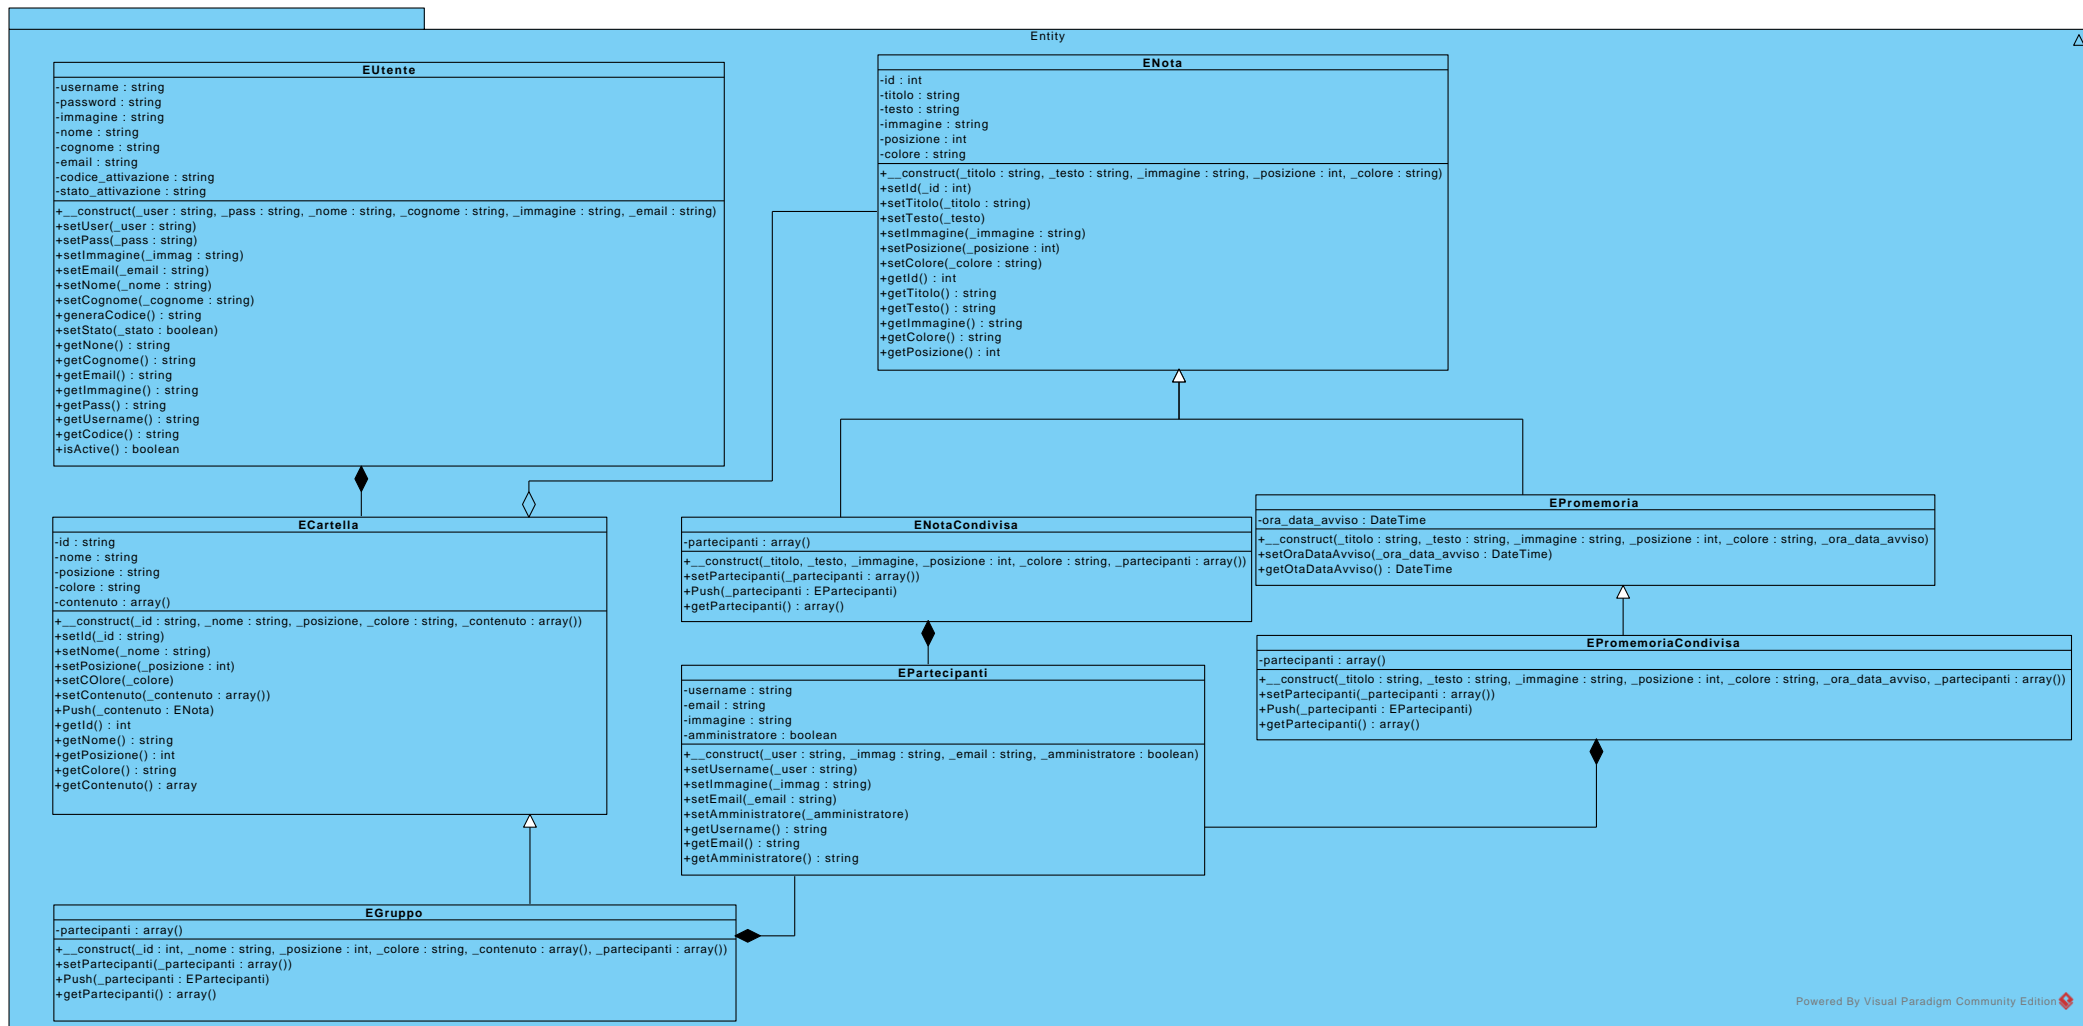 Entity
EUtente
-username : string
-password : string
-immagine : string
-nome : string
-cognome : string
-email : string
-codice_attivazione : string
-stato_attivazione : string
+__construct(_user : string, _pass : string, _nome : string, _cognome : string, _immagine : string, _email : string)
+setUser(_user : string)
+setPass(_pass : string)
+setImmagine(_immag : string)
+setEmail(_email : string)
+setNome(_nome : string)
+setCognome(_cognome : string)
+generaCodice() : string
+setStato(_stato : boolean)
+getNone() : string
+getCognome() : string
+getEmail() : string
+getImmagine() : string
+getPass() : string
+getUsername() : string
+getCodice() : string
+isActive() : boolean
ENota
-id : int
-titolo : string
-testo : string
-immagine : string
-posizione : int
-colore : string
+__construct(_titolo : string, _testo : string, _immagine : string, _posizione : int, _colore : string)
+setId(_id : int)
+setTitolo(_titolo : string)
+setTesto(_testo)
+setImmagine(_immagine : string)
+setPosizione(_posizione : int)
+setColore(_colore : string)
+getId() : int
+getTitolo() : string
+getTesto() : string
+getImmagine() : string
+getColore() : string
+getPosizione() : int
ECartella
-id : string
-nome : string
-posizione : string
-colore : string
-contenuto : array()
+__construct(_id : string, _nome : string, _posizione, _colore : string, _contenuto : array())
+setId(_id : string)
+setNome(_nome : string)
+setPosizione(_posizione : int)
+setCOlore(_colore)
+setContenuto(_contenuto : array())
+Push(_contenuto : ENota)
+getId() : int
+getNome() : string
+getPosizione() : int
+getColore() : string
+getContenuto() : array
ENotaCondivisa
-partecipanti : array()
+__construct(_titolo, _testo, _immagine, _posizione : int, _colore : string, _partecipanti : array())
+setPartecipanti(_partecipanti : array())
+Push(_partecipanti : EPartecipanti)
+getPartecipanti() : array()
EPromemoria
-ora_data_avviso : DateTime
+__construct(_titolo : string, _testo : string, _immagine : string, _posizione : int, _colore : string, _ora_data_avviso)
+setOraDataAvviso(_ora_data_avviso : DateTime)
+getOtaDataAvviso() : DateTime
EPromemoriaCondivisa
-partecipanti : array()
+__construct(_titolo : string, _testo : string, _immagine : string, _posizione : int, _colore : string, _ora_data_avviso, _partecipanti : array())
+setPartecipanti(_partecipanti : array())
+Push(_partecipanti : EPartecipanti)
+getPartecipanti() : array()
EPartecipanti
-username : string
-email : string
-immagine : string
-amministratore : boolean
+__construct(_user : string, _immag : string, _email : string, _amministratore : boolean)
+setUsername(_user : string)
+setImmagine(_immag : string)
+setEmail(_email : string)
+setAmministratore(_amministratore)
+getUsername() : string
+getEmail() : string
+getAmministratore() : string
EGruppo
-partecipanti : array()
+__construct(_id : int, _nome : string, _posizione : int, _colore : string, _contenuto : array(), _partecipanti : array())
+setPartecipanti(_partecipanti : array())
+Push(_partecipanti : EPartecipanti)
+getPartecipanti() : array()
Powered By Visual Paradigm Community Edition